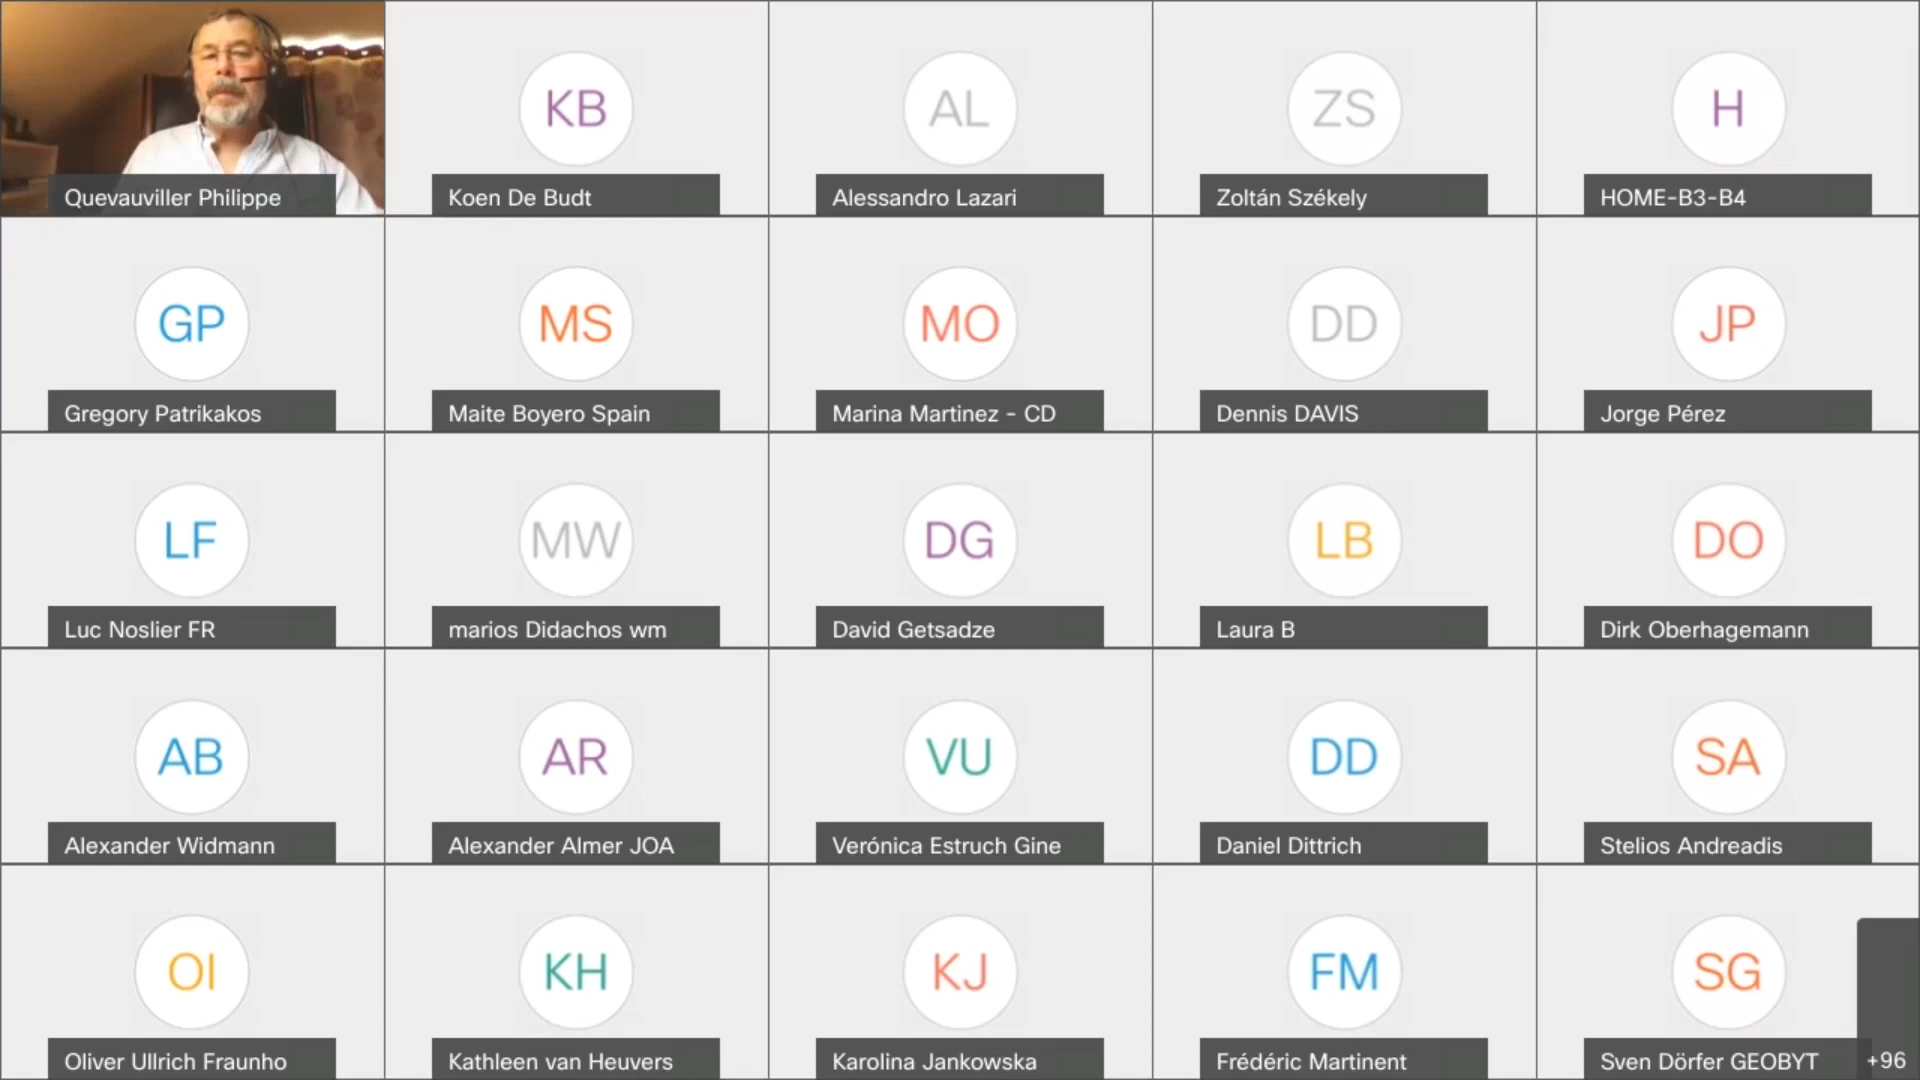 Quevauviller Philippe
KB
Koen De Budt
AL
Alessandro Lazari
ZS
Zoltán Székely
H
HOME-B3-B4
GP
Gregory Patrikakos
MS
Maite Boyero Spain
MO
Marina Martinez - CD
DD
Dennis DAVIS
JP
Jorge Pérez
LF
Luc Noslier FR
MW
marios Didachos wm
DG
David Getsadze
LB
Laura B
DO
Dirk Oberhagemann
AB
Alexander Widmann
AR
Alexander Almer JOA
VU
Verónica Estruch Gine
DD
Daniel Dittrich
SA
Stelios Andreadis
OI
Oliver Ullrich Fraunho
KH
Kathleen van Heuvers
KJ
Karolina Jankowska
FM
Frédéric Martinent
SG
Sven Dörfer GEOBYT
+96